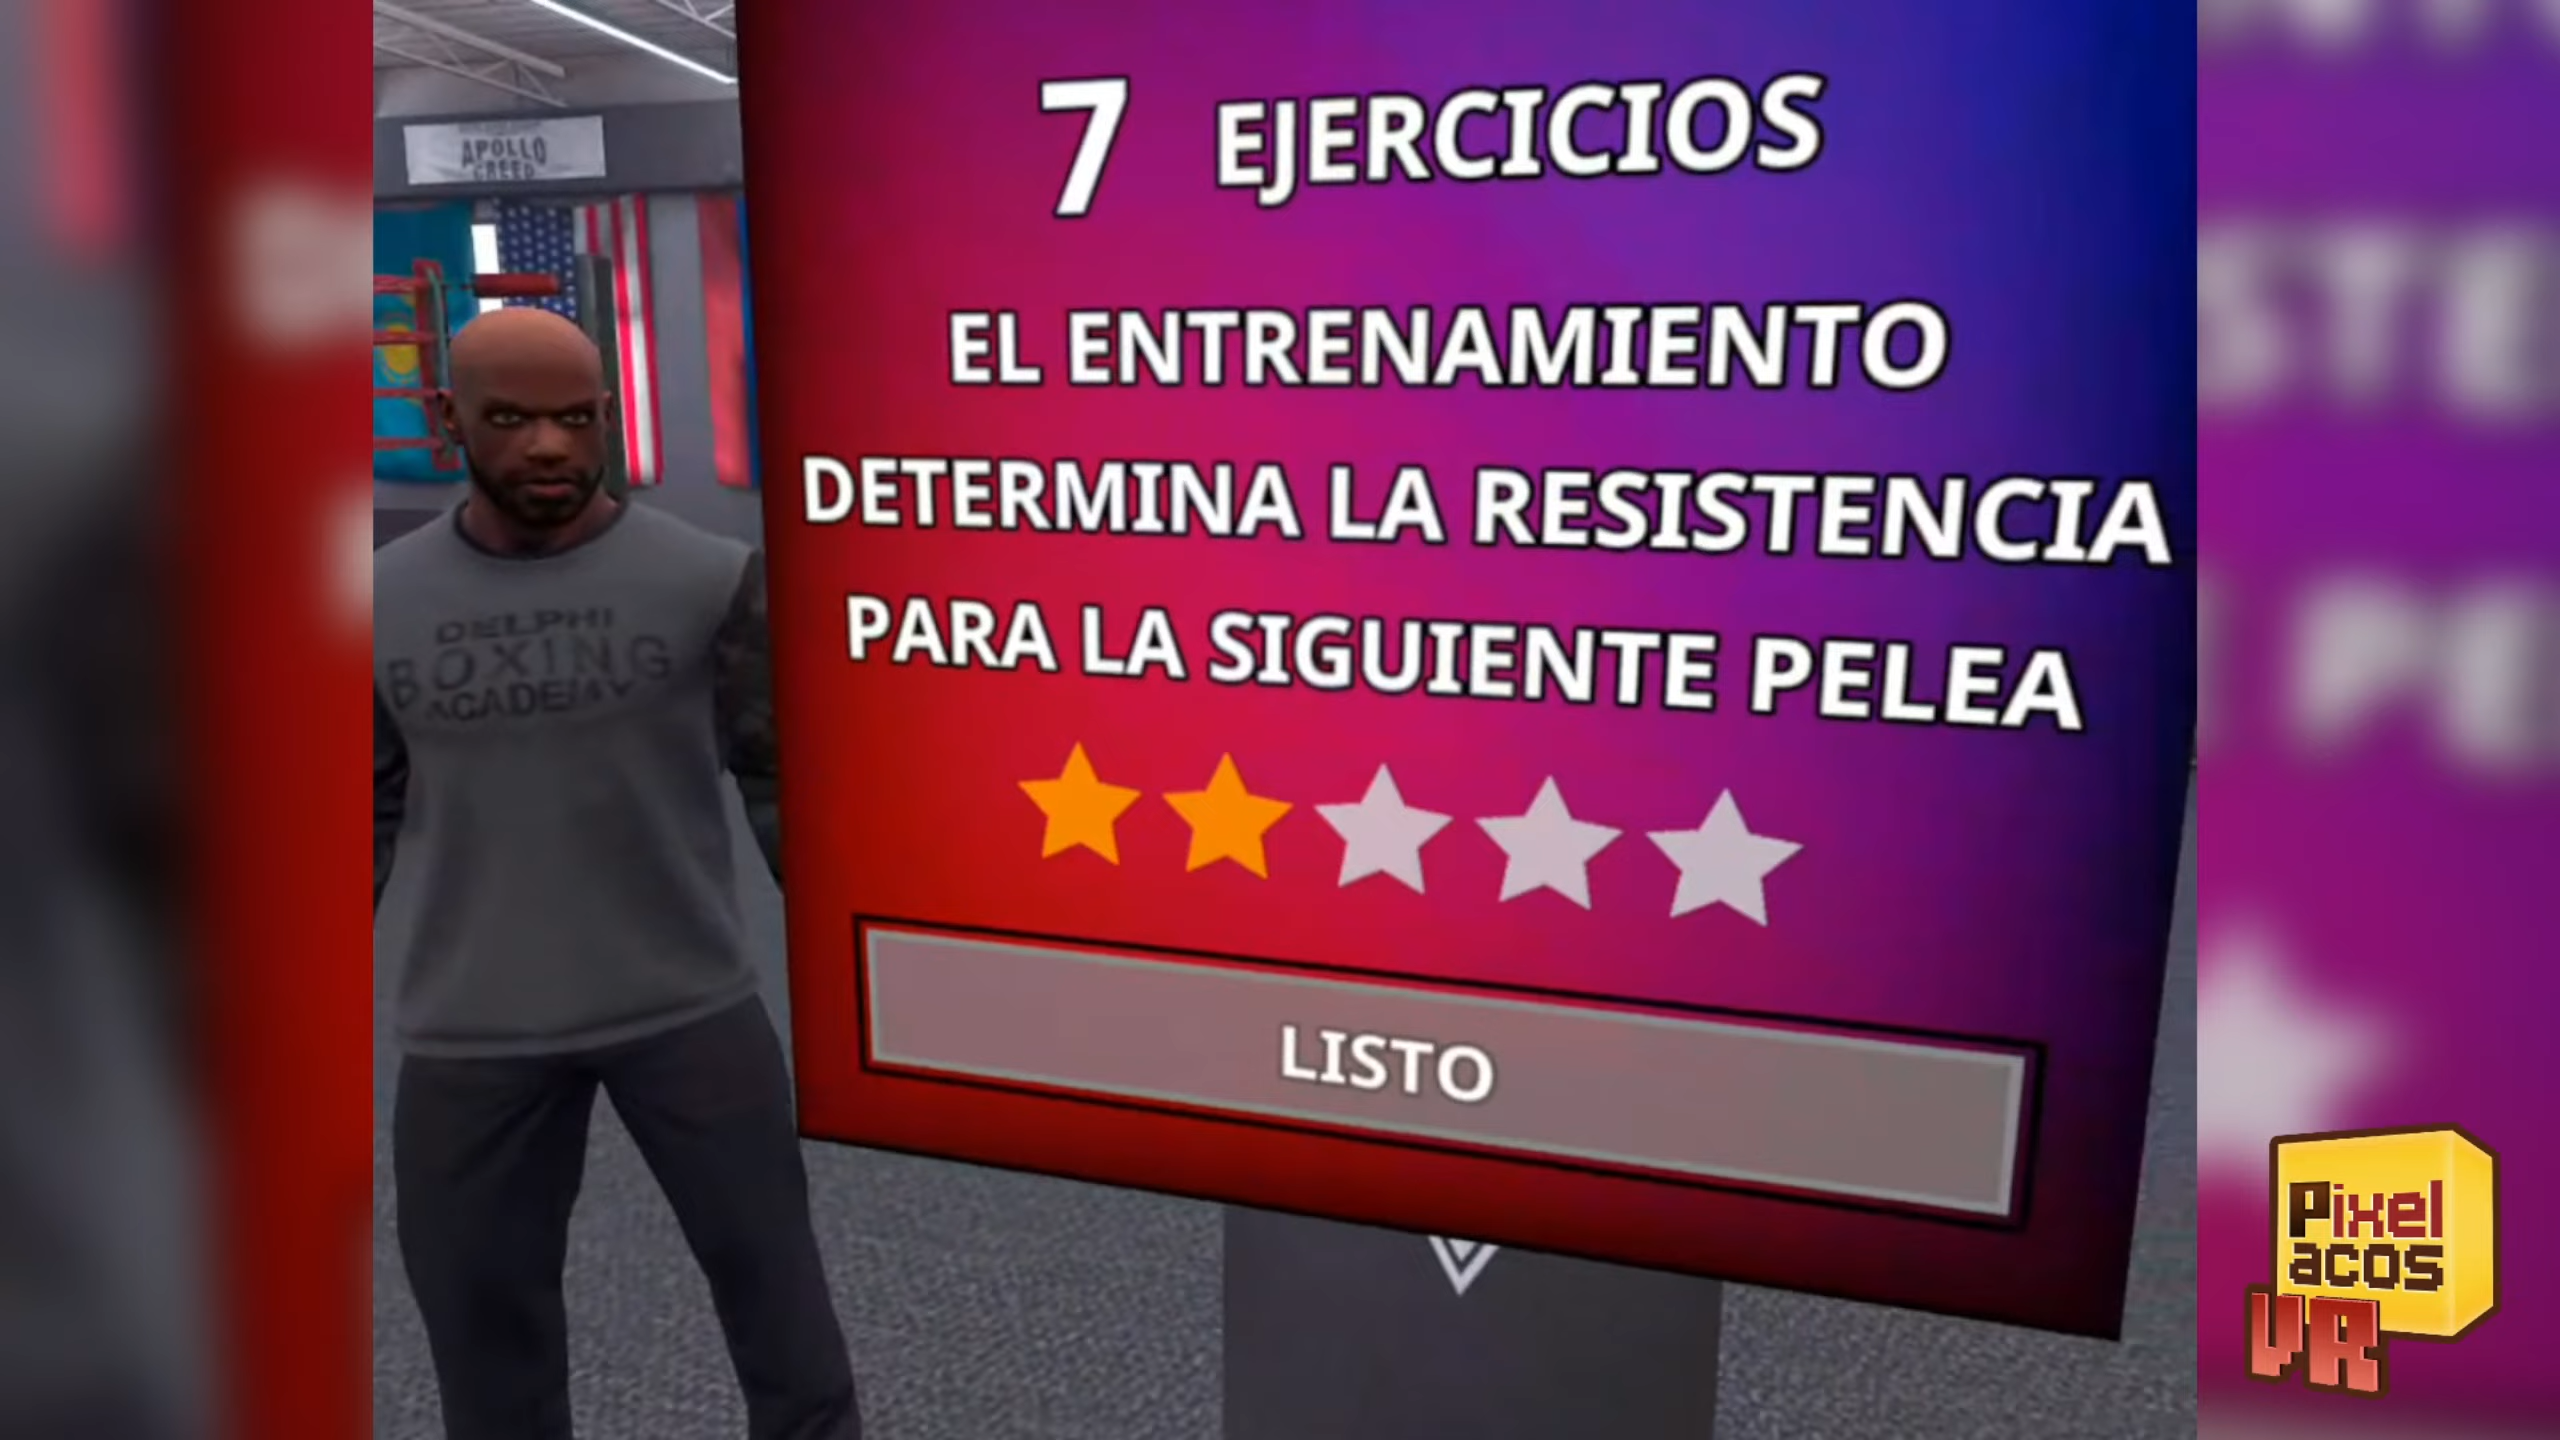 APOLLO
CREED
7 EJERCICIOS
EL ENTRENAMIENTO
DETERMINA LA RESISTENCIA
PARA LA SIGUIENTE PELEA
DELPHI
BOXING
ACADEMY
LISTO
Pixel
acos
VR